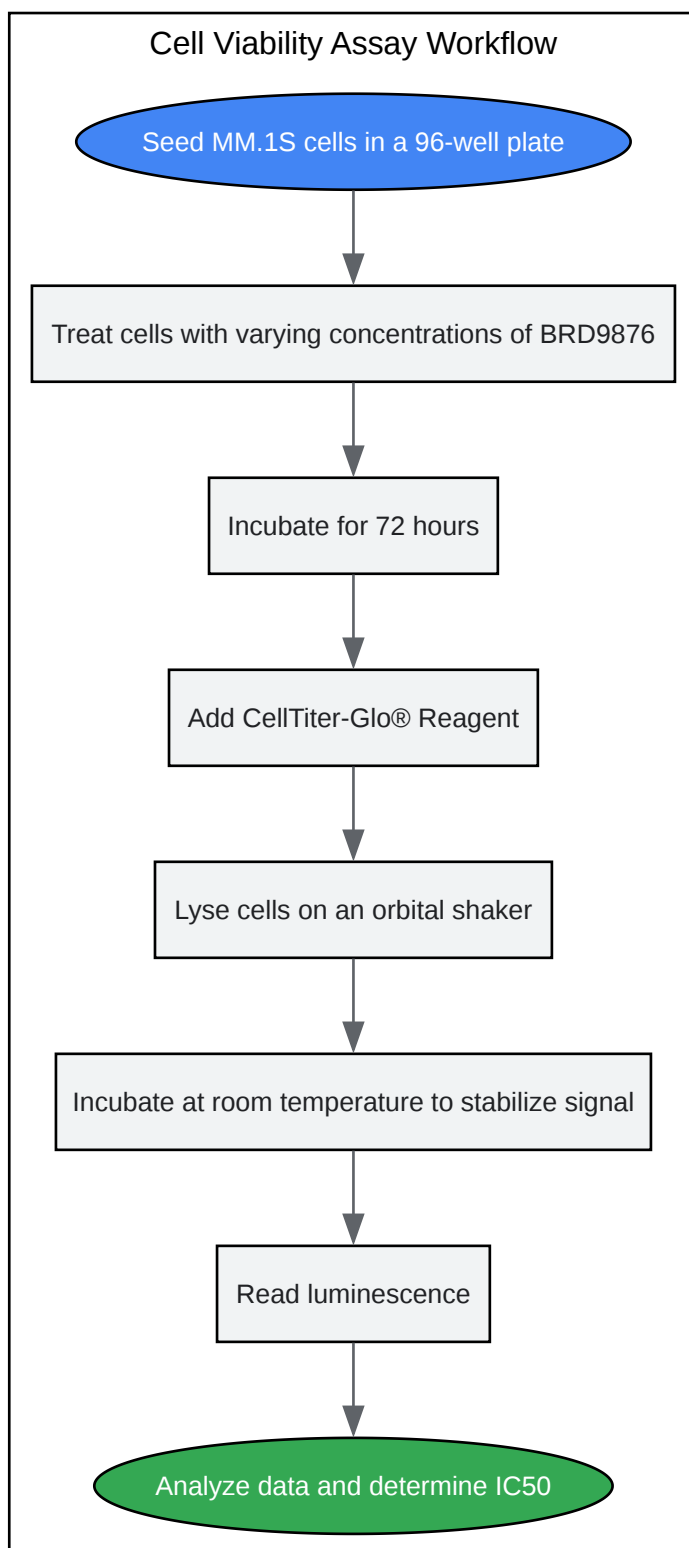 Cell Viability Assay Workflow
Seed MM.1S cells in a 96-well plate
Treat cells with varying concentrations of BRD9876
Incubate for 72 hours
Add CellTiter-Glo® Reagent
Lyse cells on an orbital shaker
Incubate at room temperature to stabilize signal
Read luminescence
Analyze data and determine IC50